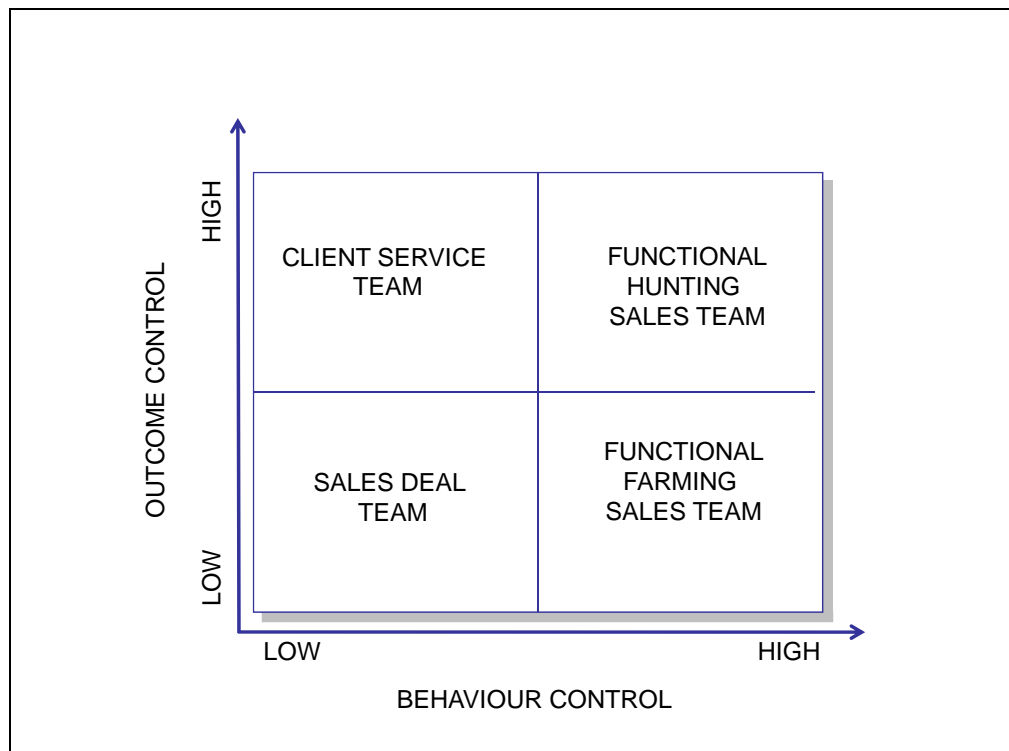 HIGH
OUTCOME CONTROL
LOW
CLIENT SERVICE
TEAM
FUNCTIONAL
HUNTING
SALES TEAM
SALES DEAL
TEAM
FUNCTIONAL
FARMING
SALES TEAM
LOW
HIGH
BEHAVIOUR CONTROL